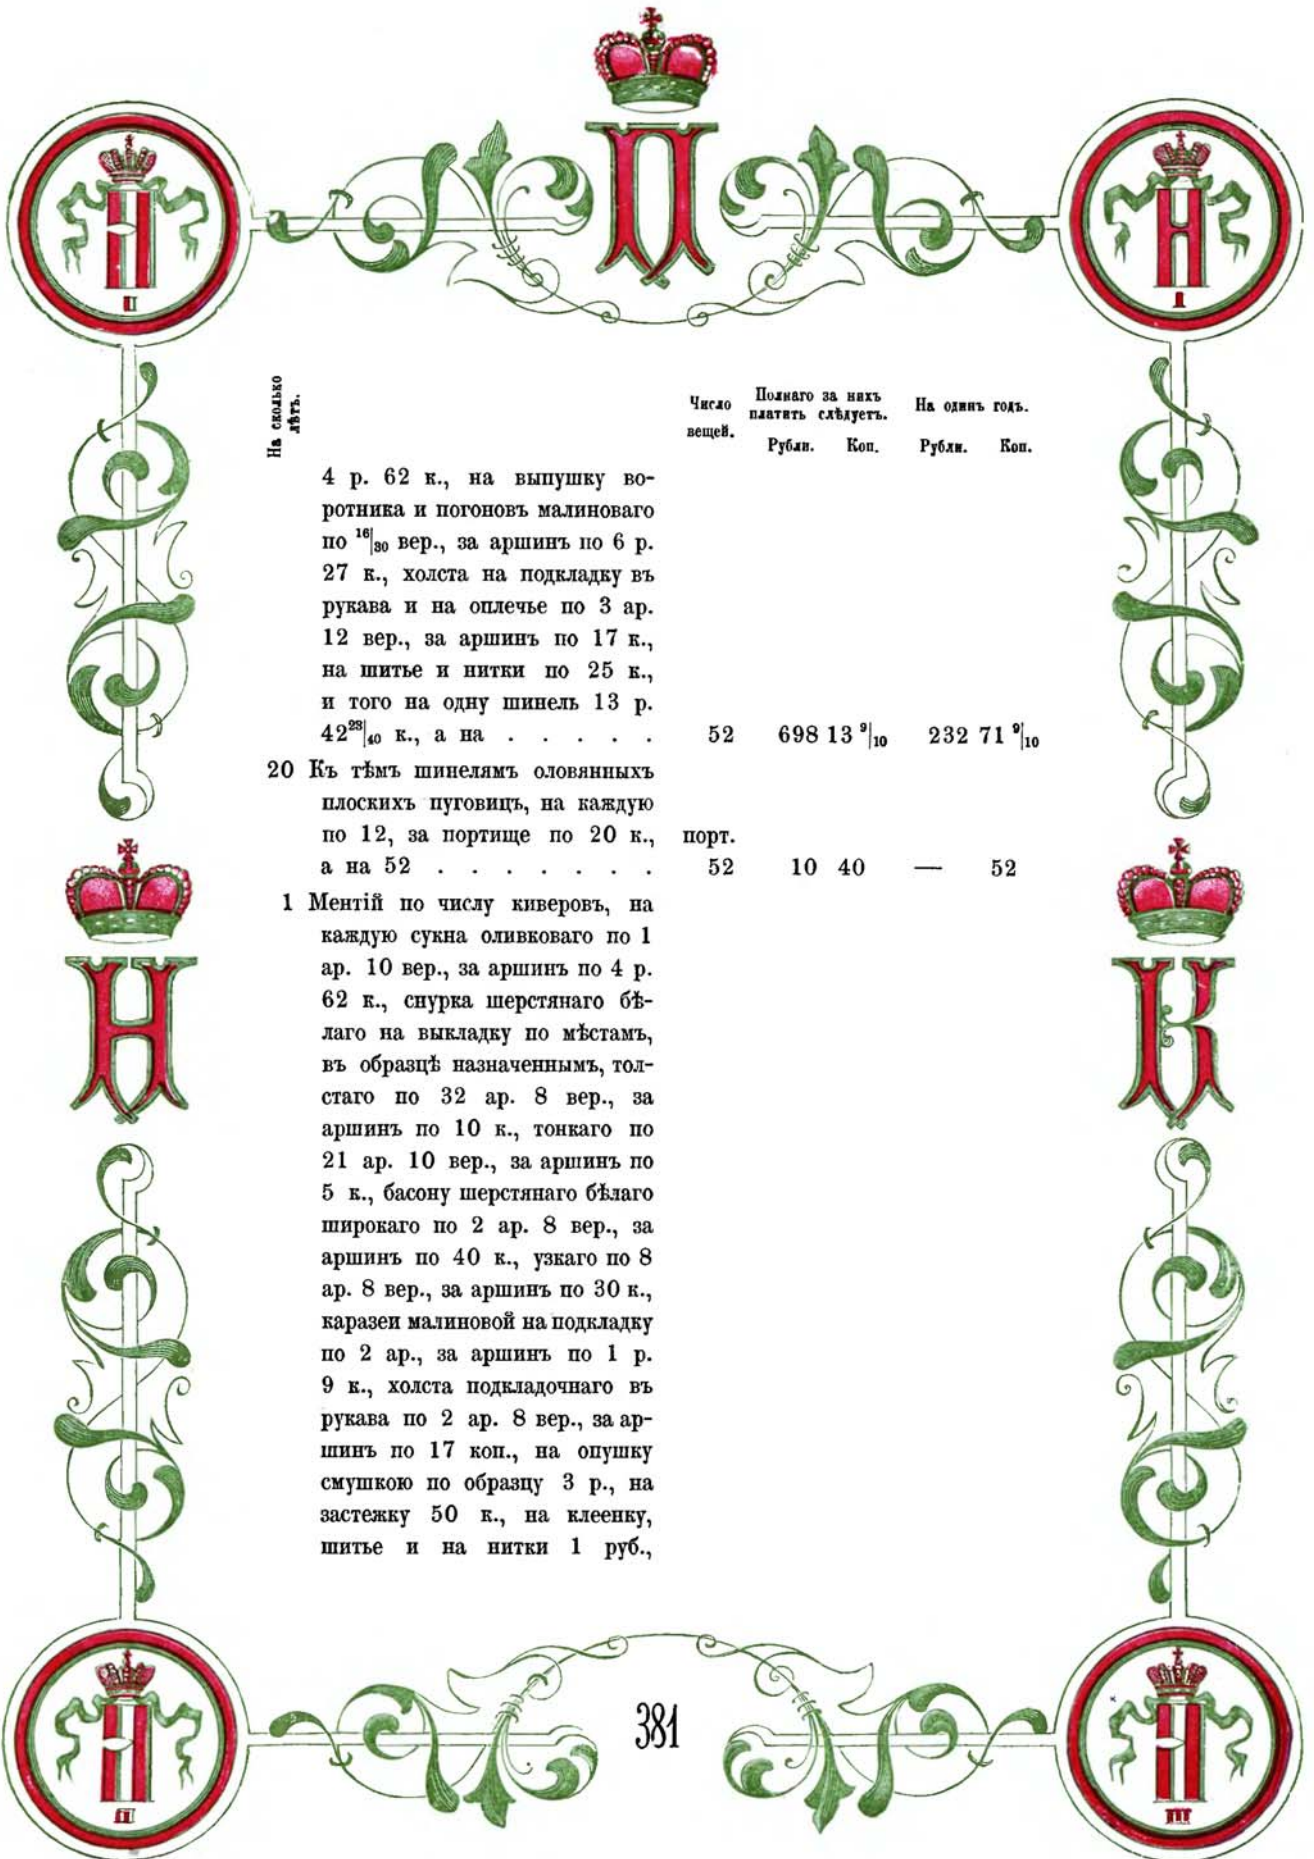 П
II
I
На сколько
лѣтъ.
Число
вещей.
Полнаго за нихъ
платить слѣдуетъ.
На одинъ годъ.
Рубли. Коп. Рубли. Коп.
4 р. 62 к., на выпушку во-
ротника и погоновъ малиноваго
по 16|30 вер., за аршинъ по 6 р.
27 к., холста на подкладку въ
рукава и на оплечье по 3 ар.
12 вер., за аршинъ по 17 к.,
на шитье и нитки по 25 к.,
и того на одну шинель 13 р.
42 23|40 к., а на . . . . . 52 698 13 9|10 232 71 9|10
20 Къ тѣмъ шинелямъ оловянныхъ
плоскихъ пуговицъ, на каждую
по 12, за портище по 20 к., порт.
а на 52 . . . . . . . 52 10 40 — 52
1 Ментій по числу киверовъ, на
каждую сукна оливковаго по 1
ар. 10 вер., за аршинъ по 4 р.
62 к., снурка шерстянаго бѣ-
лаго на выкладку по мѣстамъ,
въ образцѣ назначеннымъ, тол-
стаго по 32 ар. 8 вер., за
аршинъ по 10 к., тонкаго по
21 ар. 10 вер., за аршинъ по
5 к., басону шерстянаго бѣлаго
широкаго по 2 ар. 8 вер., за
аршинъ по 40 к., узкаго по 8
ар. 8 вер., за аршинъ по 30 к.,
каразеи малиновой на подкладку
по 2 ар., за аршинъ по 1 р.
9 к., холста подкладочнаго въ
рукава по 2 ар. 8 вер., за ар-
шинъ по 17 коп., на опушку
смушкою по образцу 3 р., на
застежку 50 к., на клеенку,
шитье и на нитки 1 руб.,
Н
К
381
III